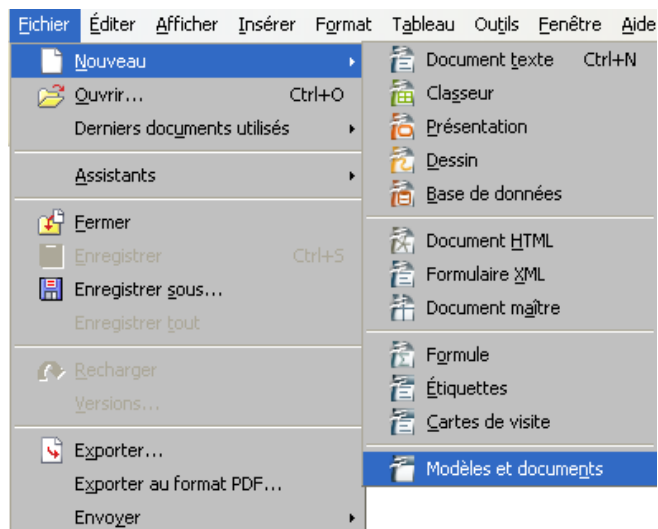 Fichier Éditer Afficher Insérer Format Tableau Outils Fenêtre Aide
Nouveau
Ouvrir... Ctrl+O
Derniers documents utilisés
Assistants
Fermer
Enregistrer Ctrl+S
Enregistrer sous...
Enregistrer tout
Recharger
Versions...
Exporter...
Exporter au format PDF...
Envoyer
Document texte Ctrl+N
Classeur
Présentation
Dessin
Base de données
Document HTML
Formulaire XML
Document maître
Formule
Étiquettes
Cartes de visite
Modèles et documents